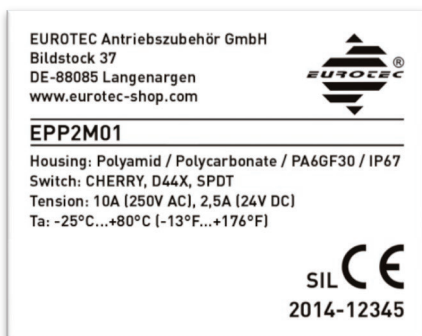 EUROTEC Antriebszubehör GmbH
Bildstock 37
DE-88085 Langenargen
www.eurotec-shop.com
®
EUROTEC
EPP2M01
Housing: Polyamid / Polycarbonate / PA6GF30 / IP67
Switch: CHERRY, D44X, SPDT
Tension: 10A (250V AC), 2,5A (24V DC)
Ta: -25°C...+80°C (-13°F...+176°F)
SIL CE
2014-12345